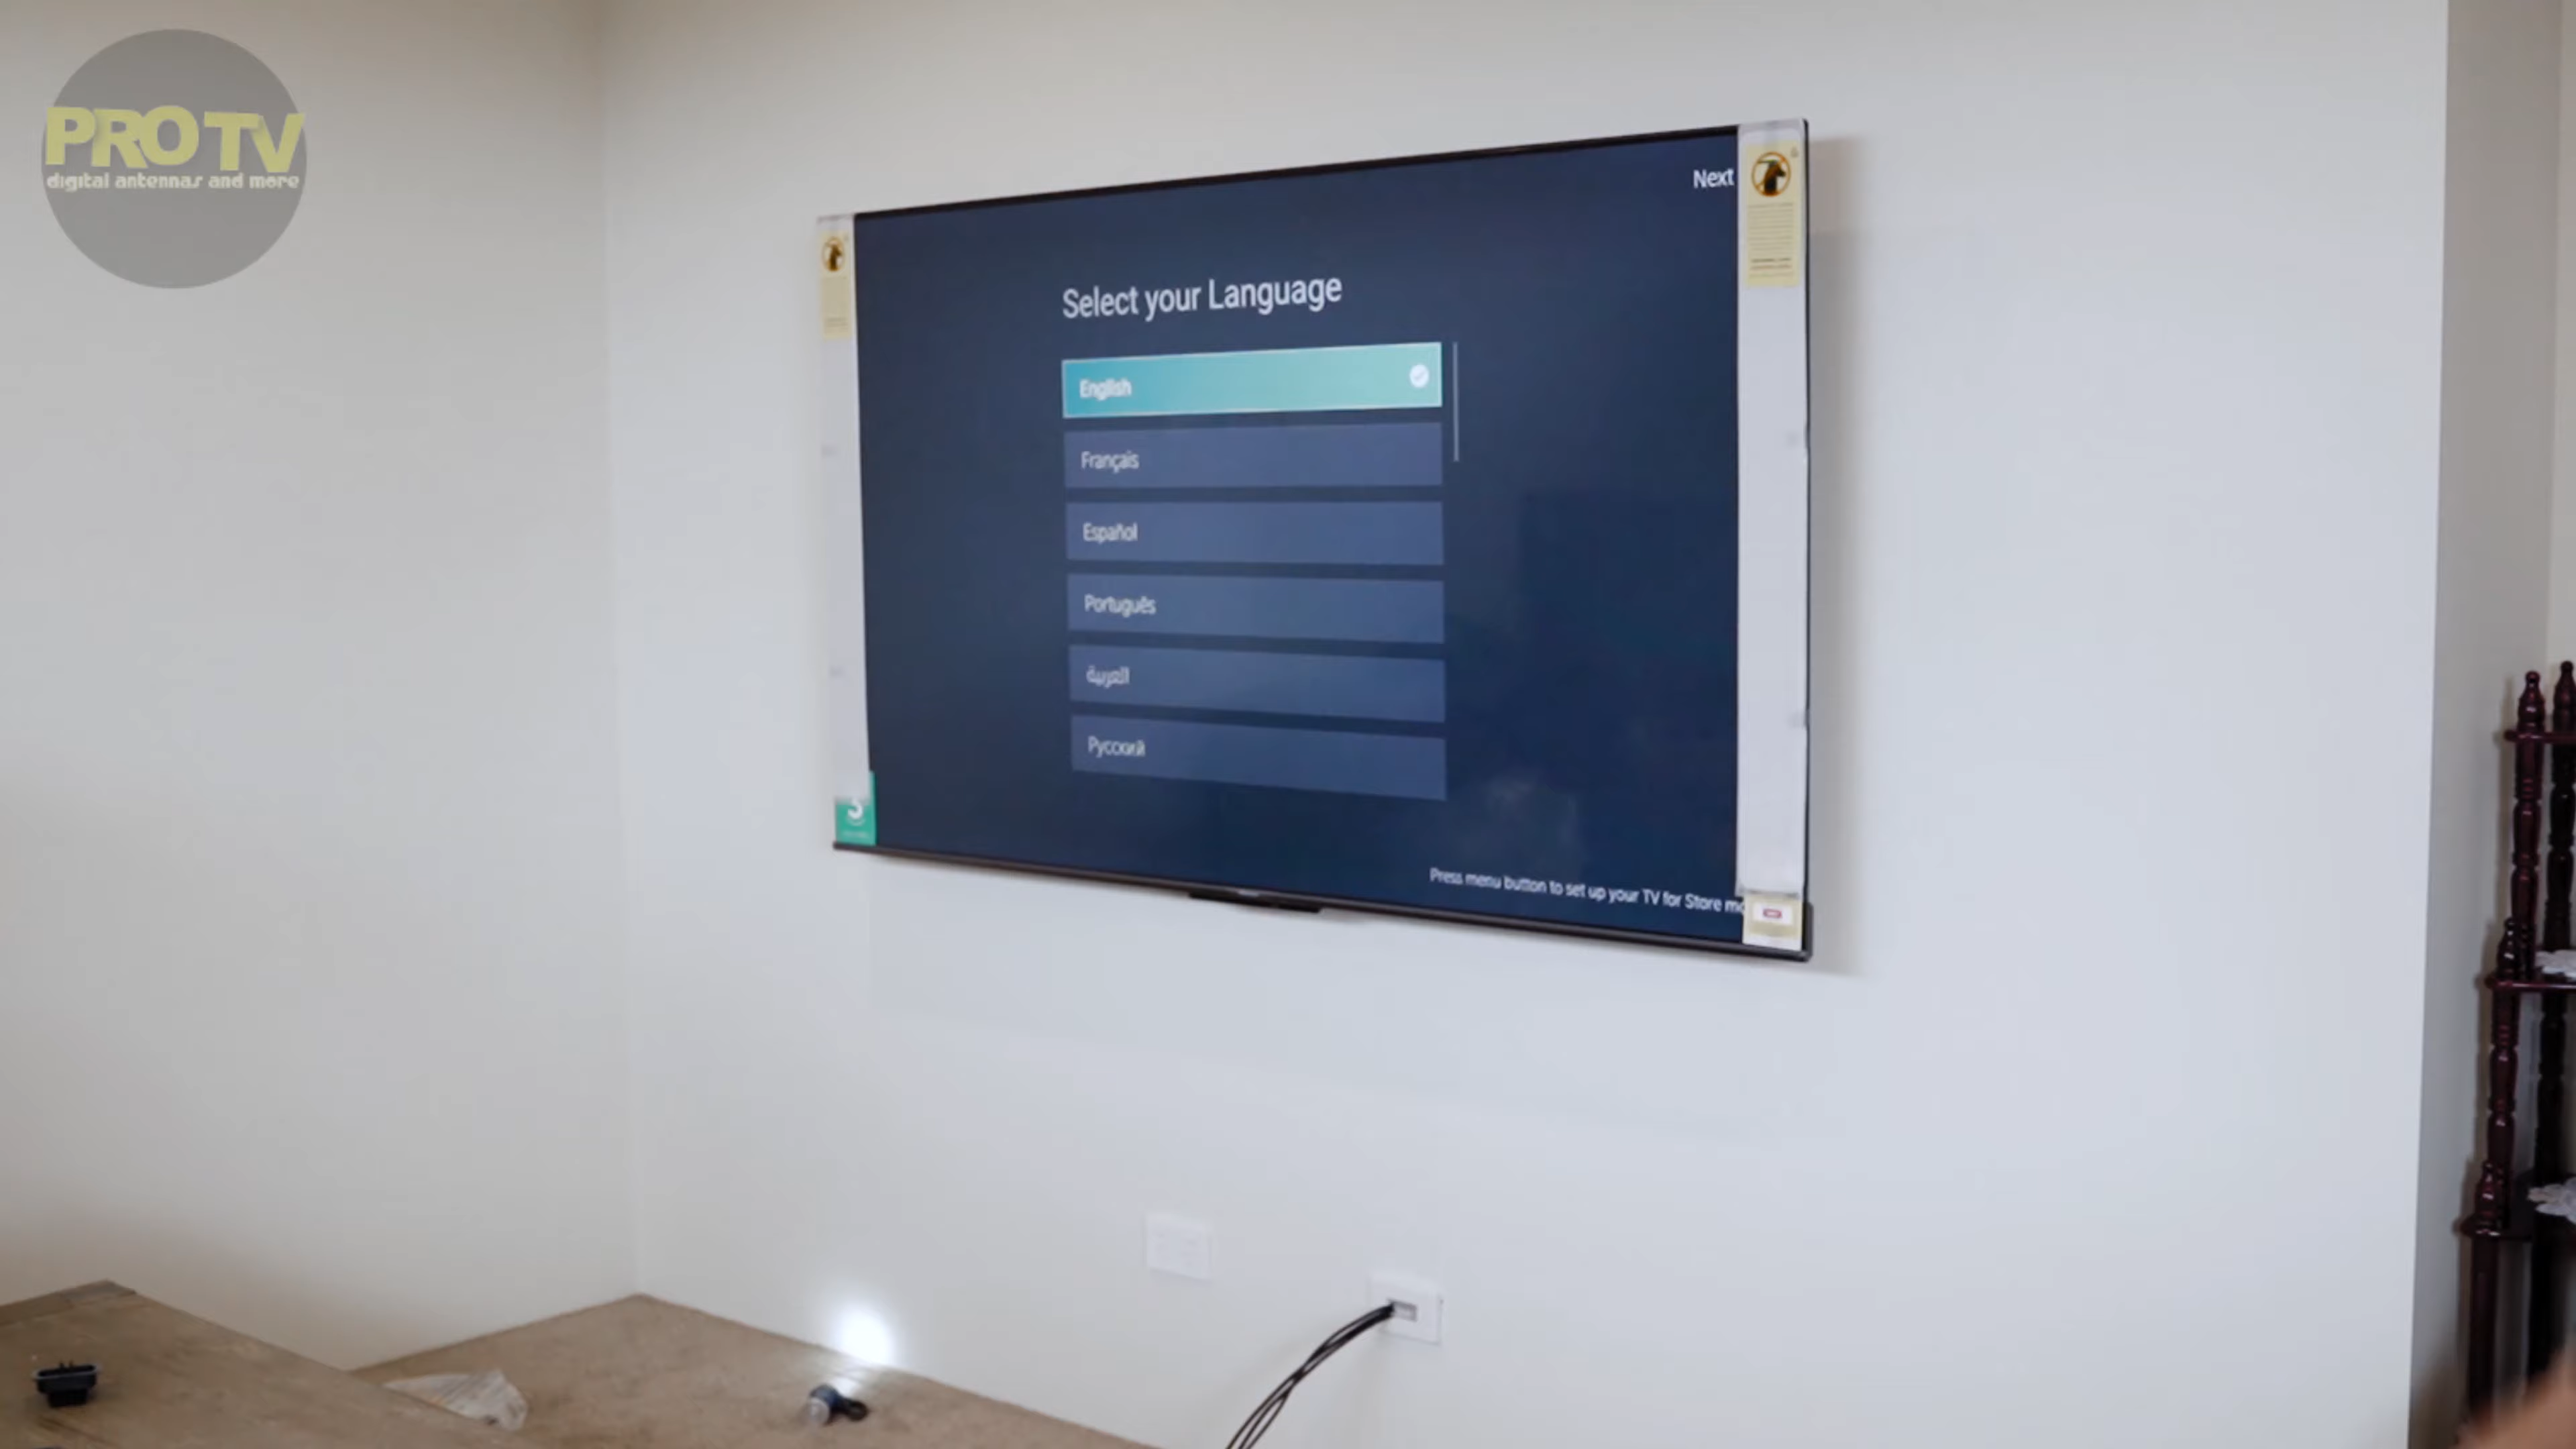 PRO TV
digital antennas and more
Next
Select your Language
English
Français
Español
Português
العربية
Русский
Press menu button to set up your TV for Store mo
3